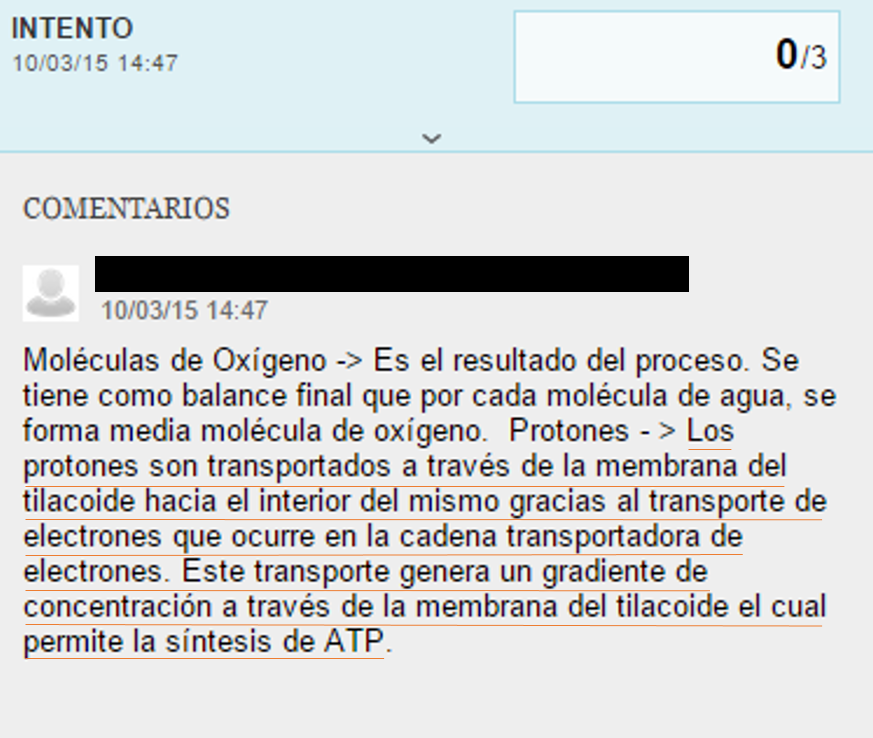 INTENTO
10/03/15 14:47
0/3
COMENTARIOS
10/03/15 14:47
Moléculas de Oxígeno -> Es el resultado del proceso. Se
tiene como balance final que por cada molécula de agua, se
forma media molécula de oxígeno.  Protones - > Los
protones son transportados a través de la membrana del
tilacoide hacia el interior del mismo gracias al transporte de
electrones que ocurre en la cadena transportadora de
electrones. Este transporte genera un gradiente de
concentración a través de la membrana del tilacoide el cual
permite la síntesis de ATP.